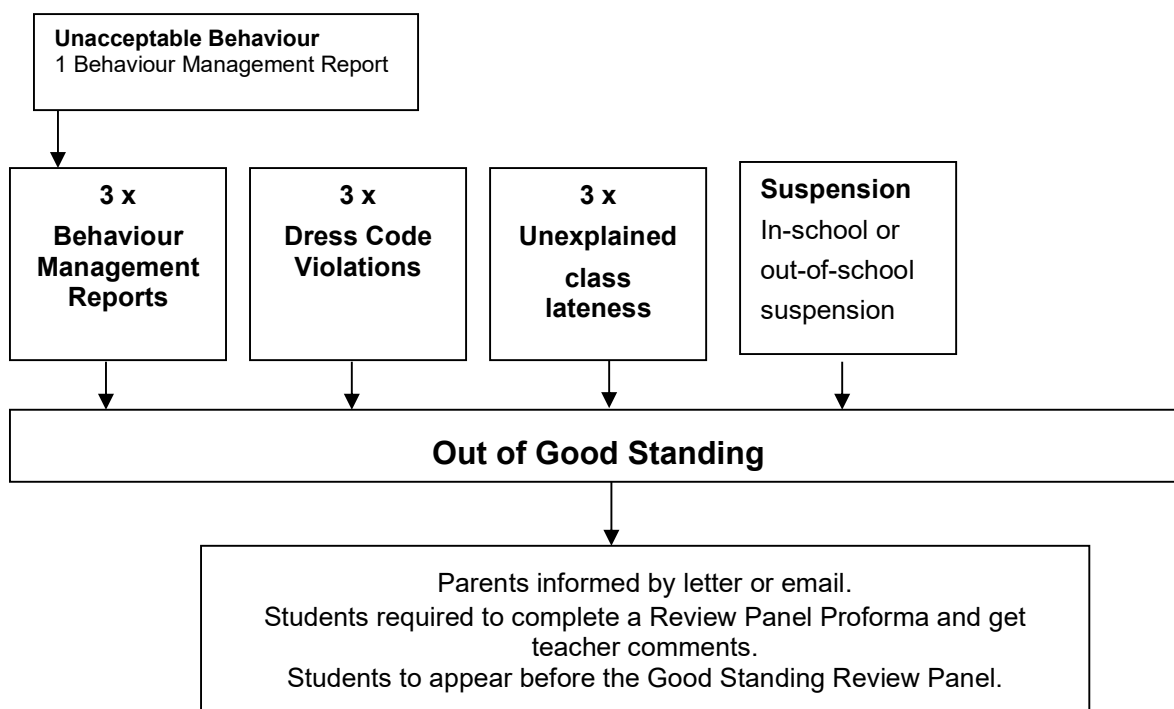 Unacceptable Behaviour
1 Behaviour Management Report
3 x
Behaviour
Management
Reports
3 x
Dress Code
Violations
3 x
Unexplained
class
lateness
Suspension
In-school or
out-of-school
suspension
Out of Good Standing
Parents informed by letter or email.
Students required to complete a Review Panel Proforma and get
teacher comments.
Students to appear before the Good Standing Review Panel.